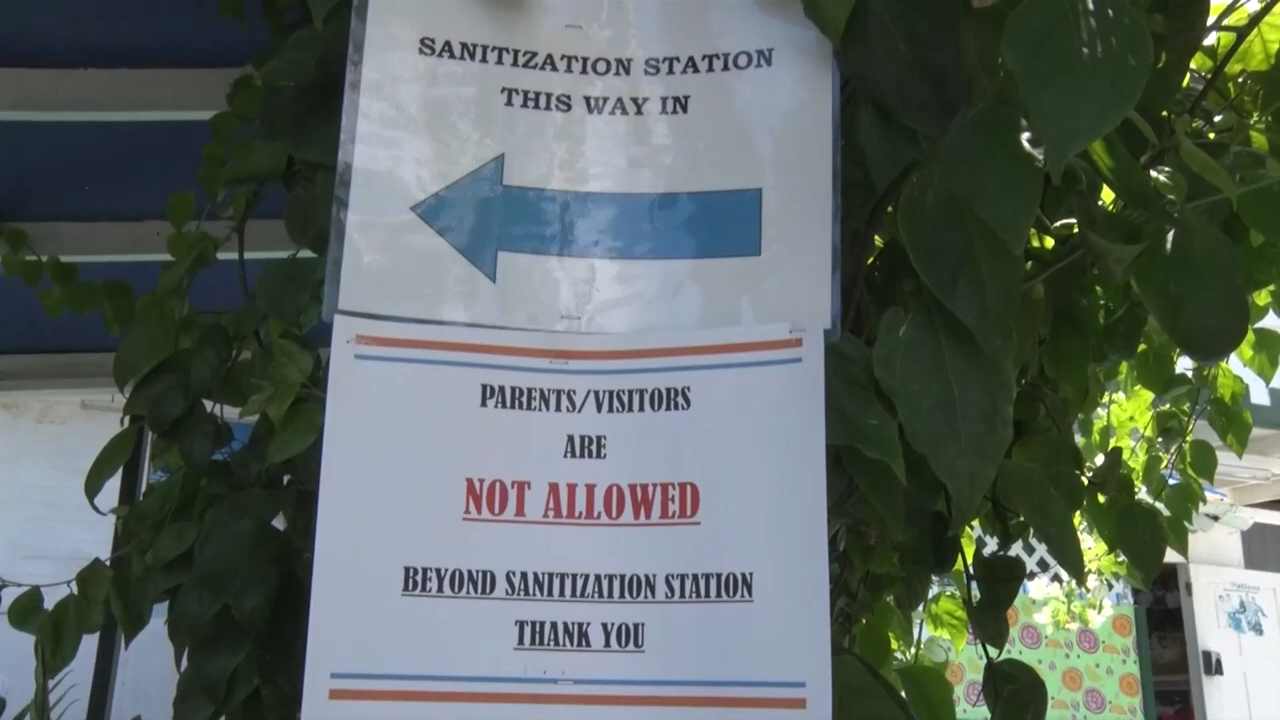 SANITIZATION STATION
THIS WAY IN
PARENTS/VISITORS
ARE
NOT ALLOWED
BEYOND SANITIZATION STATION
THANK YOU